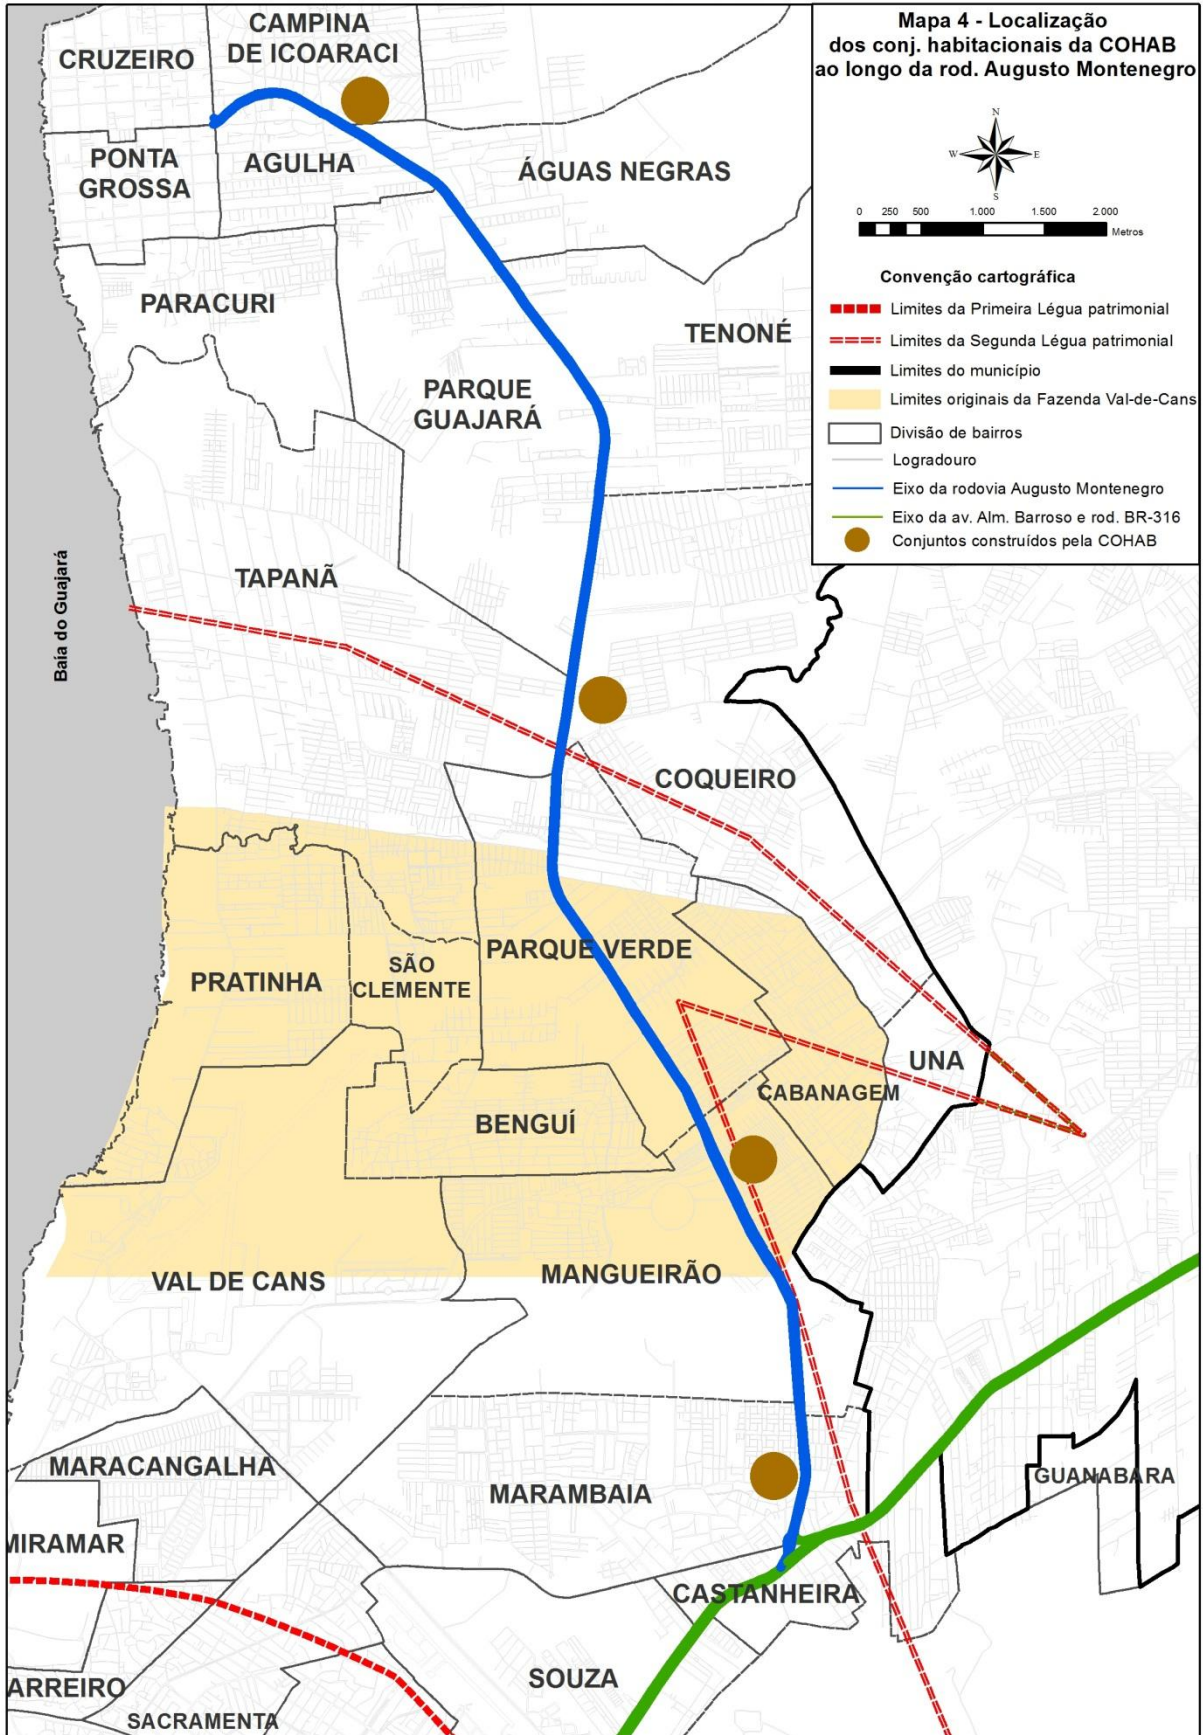 Mapa 4 - Localização
dos conj. habitacionais da COHAB
ao longo da rod. Augusto Montenegro
N
W
E
S
0 250 500 1.000 1.500 2.000
Metros
Convenção cartográfica
Limites da Primeira Légua patrimonial
Limites da Segunda Légua patrimonial
Limites do município
Limites originais da Fazenda Val-de-Cans
Divisão de bairros
Logradouro
Eixo da rodovia Augusto Montenegro
Eixo da av. Alm. Barroso e rod. BR-316
Conjuntos construídos pela COHAB
CAMPINA
DE ICOARACI
CRUZEIRO
PONTA
GROSSA
AGULHA
ÁGUAS NEGRAS
PARACURI
TENONÉ
PARQUE
GUAJARÁ
TAPANÃ
Baia do Guajará
COQUEIRO
PARQUE VERDE
SÃO
CLEMENTE
PRATINHA
UNA
CABANAGEM
BENGUÍ
MANGUEIRÃO
VAL DE CANS
MARACANGALHA
GUANABARA
MARAMBAIA
MIRAMAR
CASTANHEIRA
SOUZA
ARREIRO
SACRAMENTA